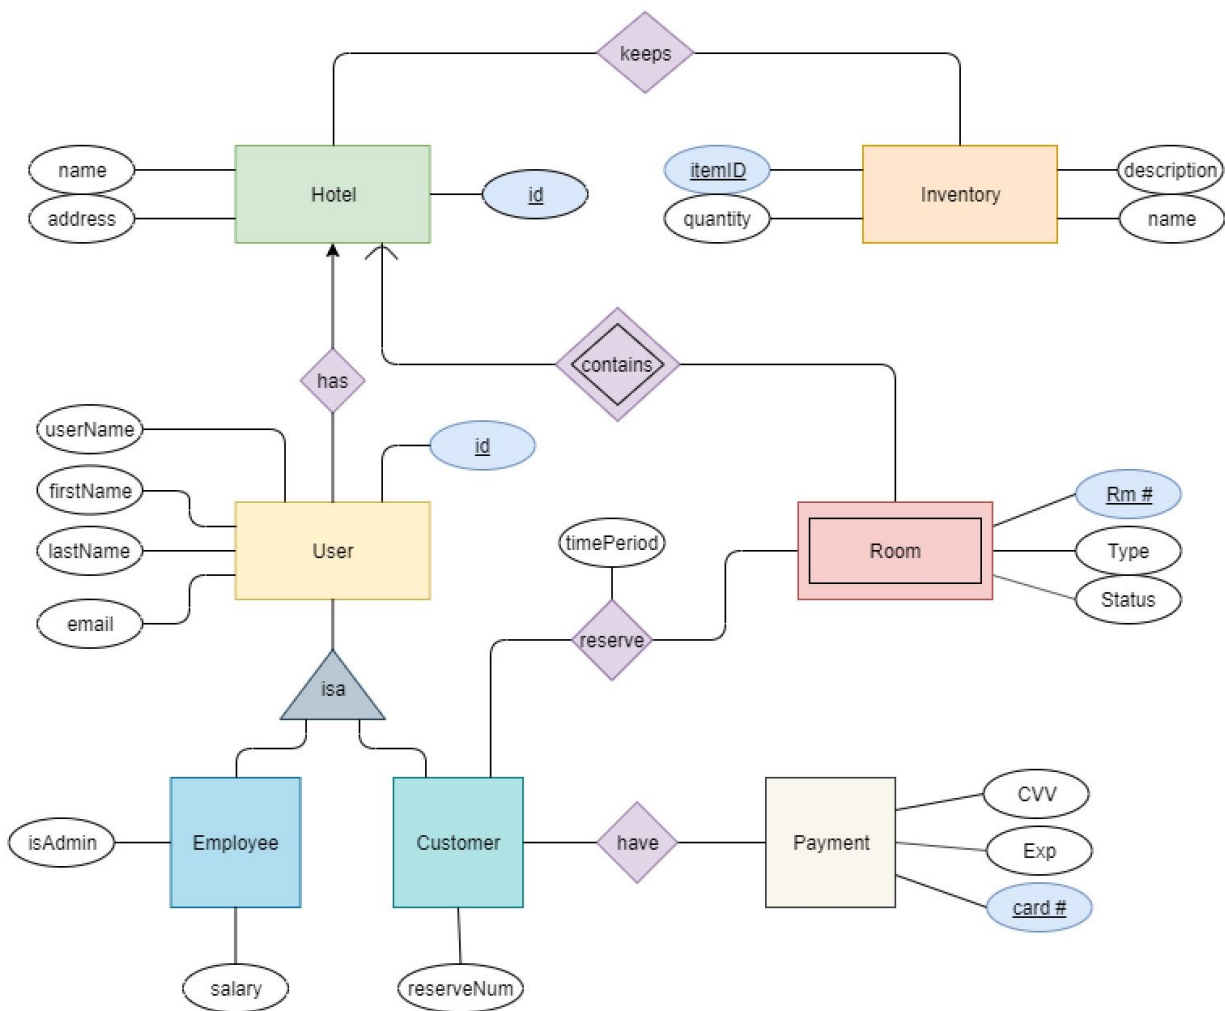 keeps
name
address
Hotel
id
itemID
quantity
Inventory
description
name
has
contains
userName
firstName
lastName
email
id
User
timePeriod
reserve
Room
Rm #
Type
Status
isa
isAdmin
Employee
salary
Customer
reserveNum
have
Payment
CVV
Exp
card #